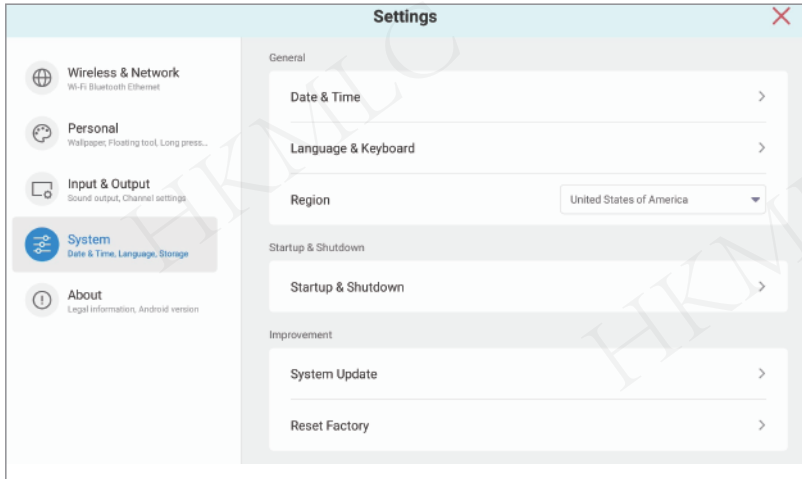 Settings
Wireless & Network
Wi-Fi Bluetooth Ethernet
Personal
Wallpaper, Floating tool, Long press...
Input & Output
Sound output, Channel settings
System
Date & Time, Language, Storage
About
Legal information, Android version
General
Date & Time
Language & Keyboard
Region
United States of America
Startup & Shutdown
Startup & Shutdown
Improvement
System Update
Reset Factory
HKMLC
HKMLC